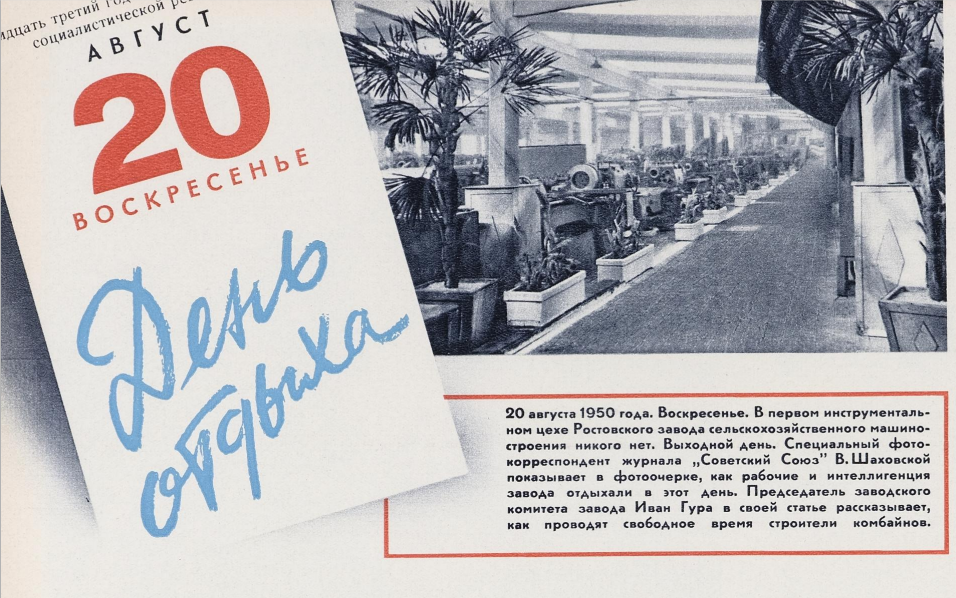 третий год
социалистической
АВГУСТ
20
ВОСКРЕСЕНЬЕ
День
отдыха
20 августа 1950 года. Воскресенье. В первом инструменталь-
ном цехе Ростовского завода сельскохозяйственного машино-
строения никого нет. Выходной день. Специальный фото-
корреспондент журнала „Советский Союз" В. Шаховской
показывает в фотоочерке, как рабочие и интеллигенция
завода отдыхали в этот день. Председатель заводского
комитета завода Иван Гура в своей статье рассказывает,
как проводят свободное время строители комбайнов.